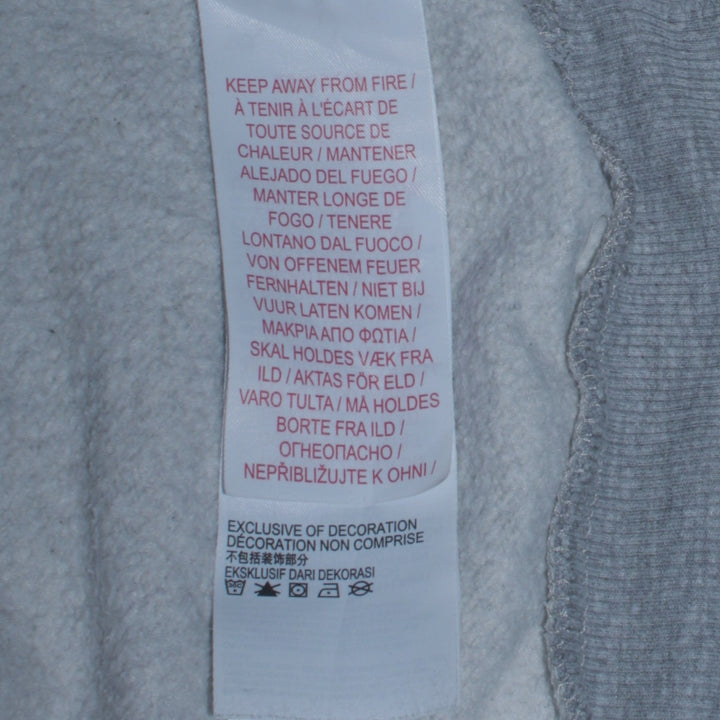 KEEP AWAY FROM FIRE /
À TENIR À L'ÉCART DE
TOUTE SOURCE DE
CHALEUR / MANTENER
ALEJADO DEL FUEGO /
MANTER LONGE DE
FOGO / TENERE
LONTANO DAL FUOCO /
VON OFFENEM FEUER
FERNHALTEN / NIET BIJ
VUUR LATEN KOMEN /
ΜΑΚΡΙΑ ΑΠΟ ΦΩΤΙΑ /
SKAL HOLDES VÆK FRA
ILD / AKTAS FÖR ELD /
VARO TULTA / MÅ HOLDES
BORTE FRA ILD /
ОГНЕОПАСНО /
NEPŘIBLIŽUJTE K OHNI /
EXCLUSIVE OF DECORATION
DÉCORATION NON COMPRISE
不包括装饰部分
EKSKLUSIF DARI DEKORASI